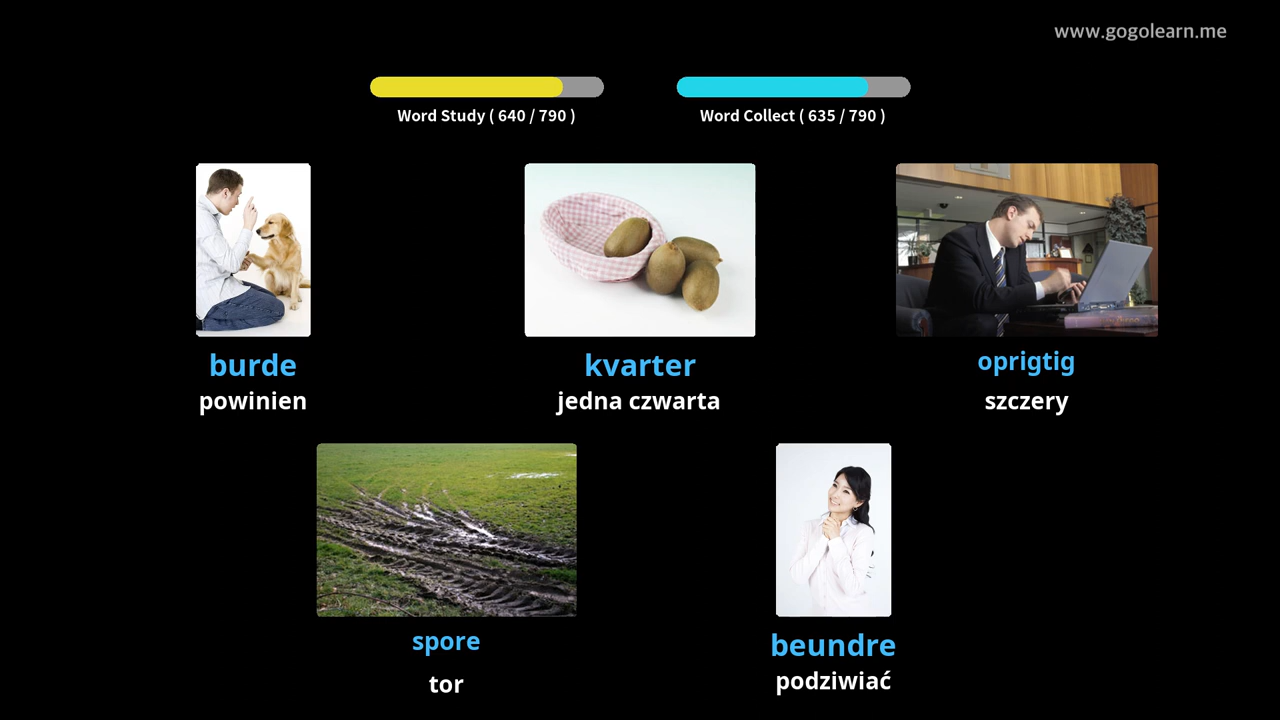 www.gogolearn.me
Word Study ( 640 / 790 )
Word Collect ( 635 / 790 )
burde
powinien
kvarter
jedna czwarta
oprigtig
szczery
spore
tor
beundre
podziwiać